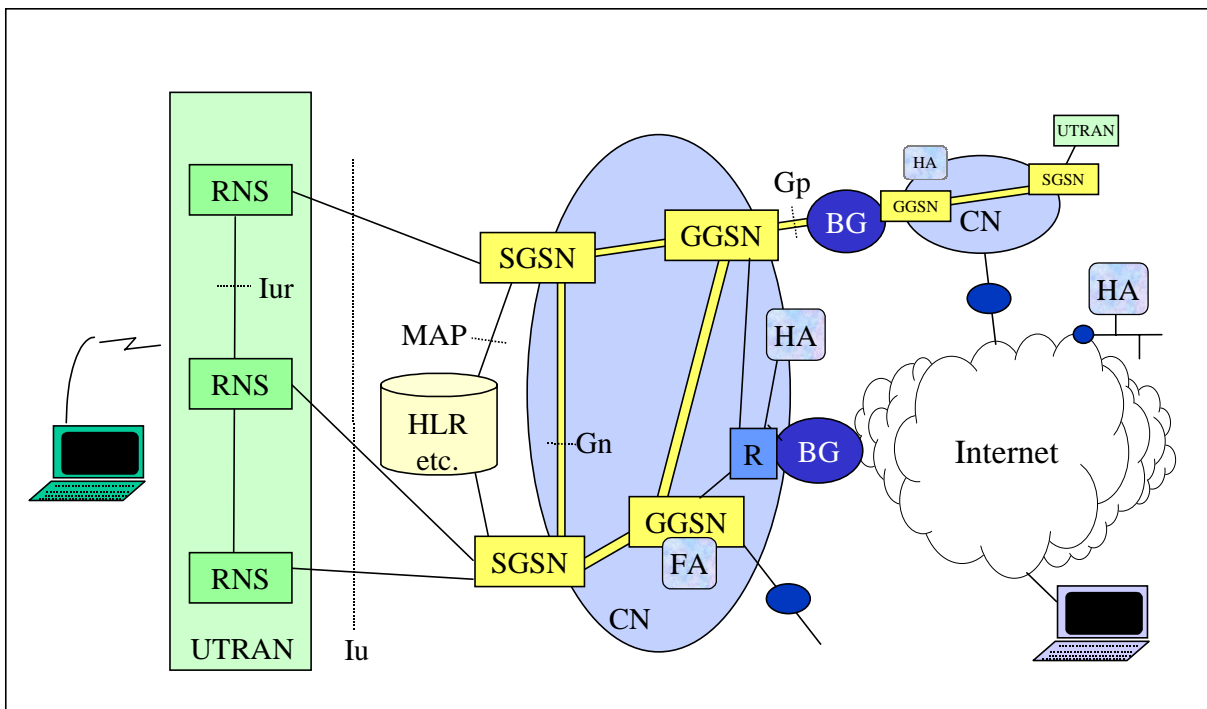 UTRAN
HA
SGSN
RNS
Gp
GGSN
BG
CN
GGSN
SGSN
Iur
HA
MAP
HA
RNS
HLR
etc.
Gn
R
BG
Internet
GGSN
SGSN
FA
RNS
CN
UTRAN
Iu